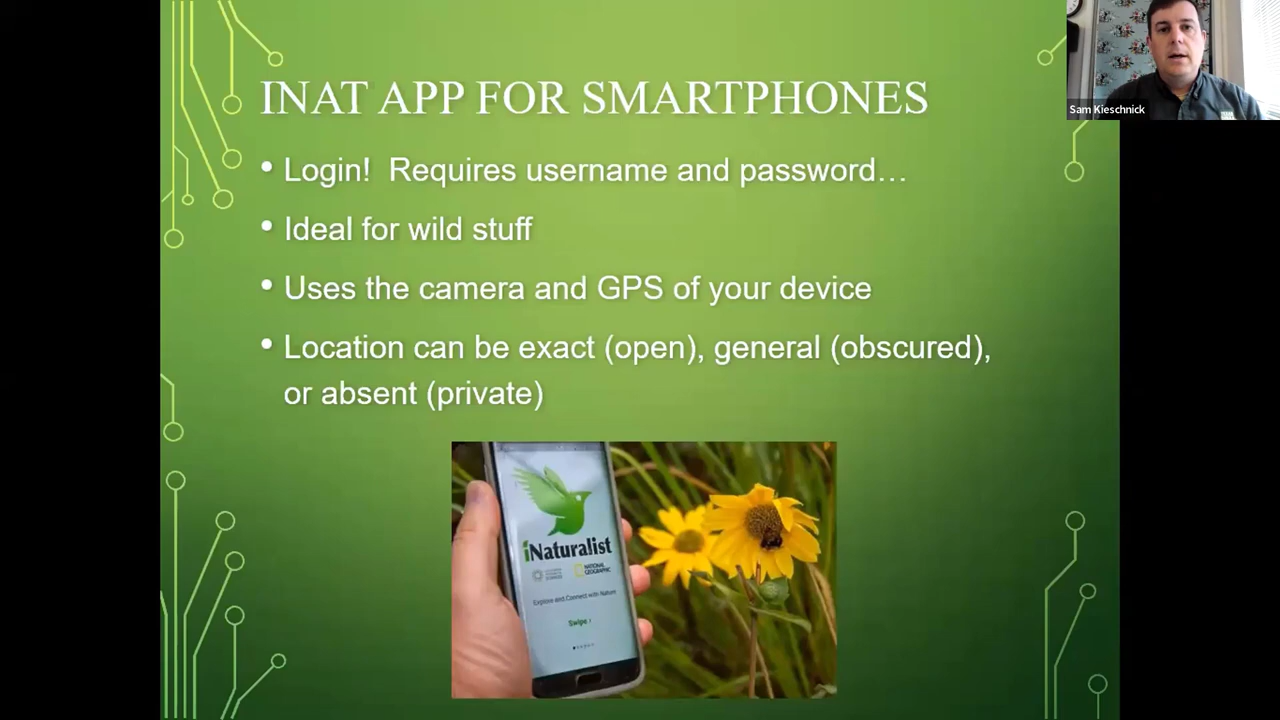 INAT APP FOR SMARTPHONES
• Login!  Requires username and password…
• Ideal for wild stuff
• Uses the camera and GPS of your device
• Location can be exact (open), general (obscured),
or absent (private)
Sam Kieschnick
iNaturalist
NATIONAL
GEOGRAPHIC
Explore and Connect with Nature
Swipe ›